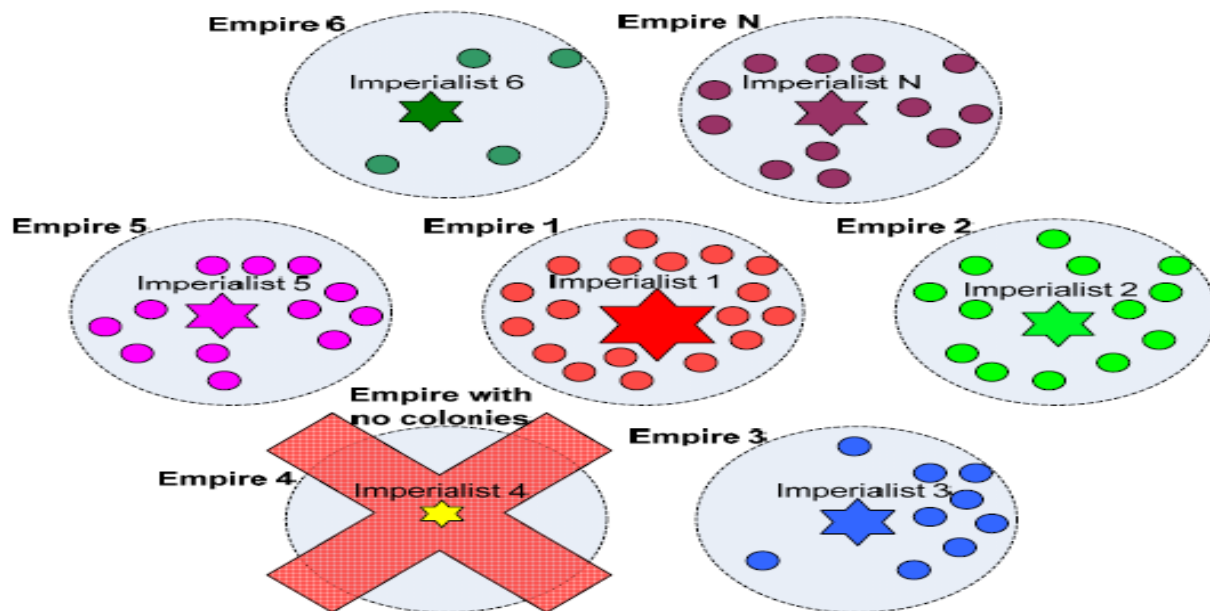 Empire 6
Imperialist 6
Empire N
Imperialist N
Empire 5
Imperialist 5
Empire 1
Imperialist 1
Empire 2
Imperialist 2
Empire with
no colonies
Empire 4
Imperialist 4
Empire 3
Imperialist 3